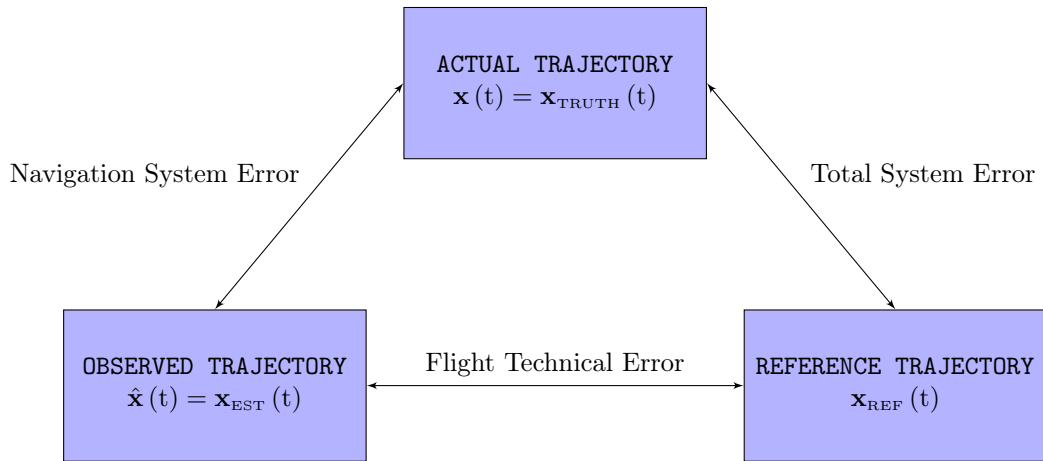 ACTUAL TRAJECTORY
𝐱 (t) = 𝐱_TRUTH (t)
Navigation System Error
Total System Error
OBSERVED TRAJECTORY
𝐱̂ (t) = 𝐱_EST (t)
Flight Technical Error
REFERENCE TRAJECTORY
𝐱_REF (t)